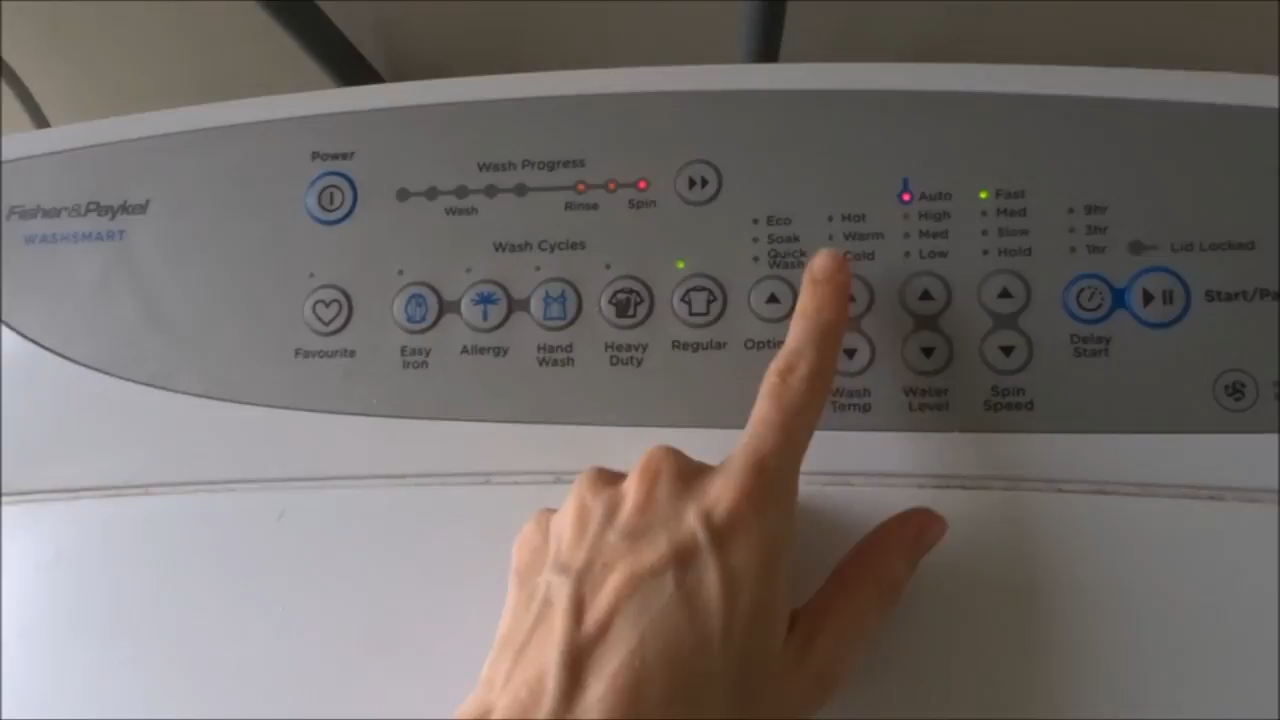 Fisher&Paykel
WASHSMART
Power
Wash Progress
Wash
Rinse
Spin
Wash Cycles
Favourite
Easy
Iron
Allergy
Hand
Wash
Heavy
Duty
Regular
Eco
Soak
Quick
Wash
Hot
Warm
Cold
Wash
Temp
Auto
High
Med
Low
Water
Level
Fast
Med
Slow
Hold
Spin
Speed
9hr
3hr
1hr
Lid Locked
Delay
Start
Start/Pa